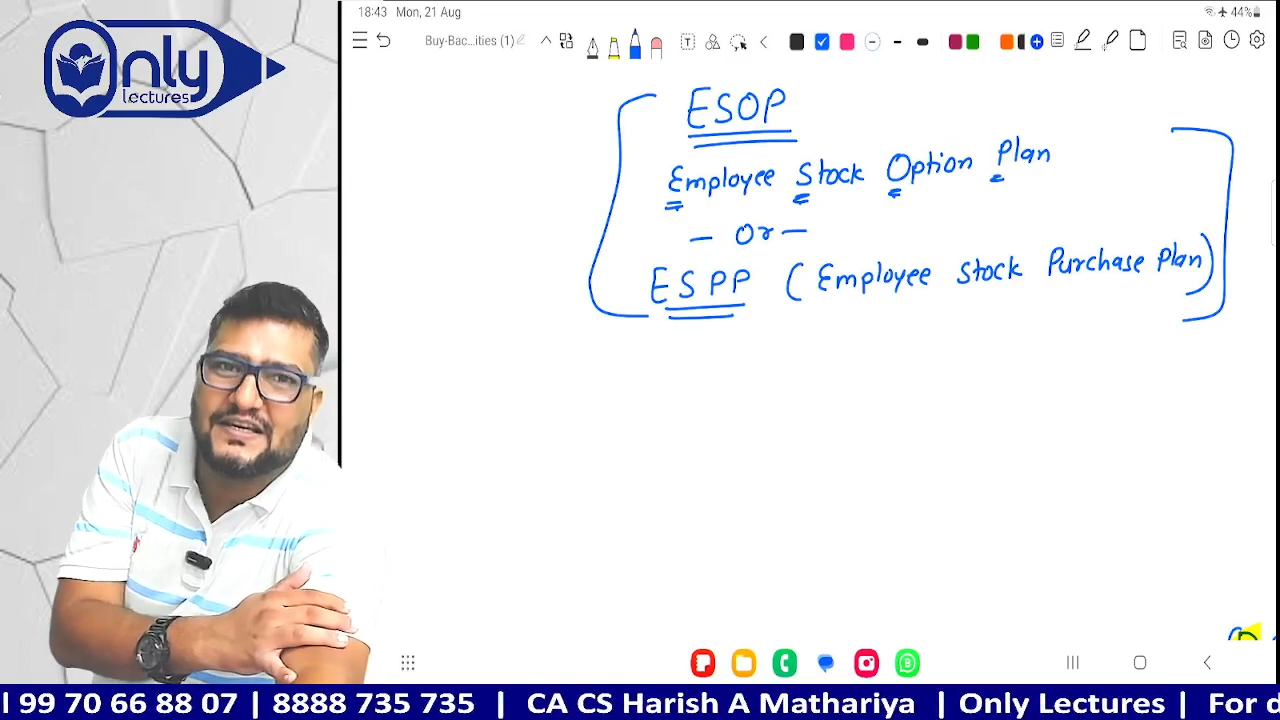 18:43 Mon, 21 Aug
44%
Only
lectures
Buy-Bac...ities (1)
ESOP
Employee Stock Option Plan
- Or -
ESPP (Employee Stock Purchase Plan)
99 70 66 88 07 | 8888 735 735 | CA CS Harish A Mathariya | Only Lectures | For